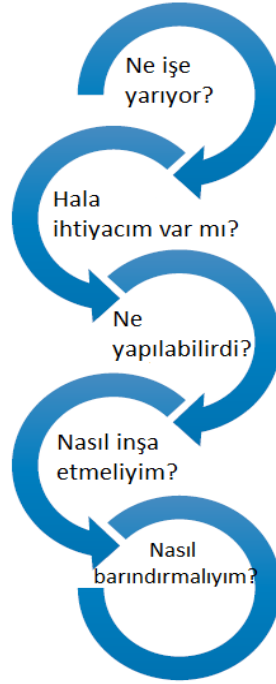 Ne işe
yarıyor?
Hala
ihtiyacım var mı?
Ne
yapılabilirdi?
Nasıl inşa
etmeliyim?
Nasıl
barındırmalıyım?